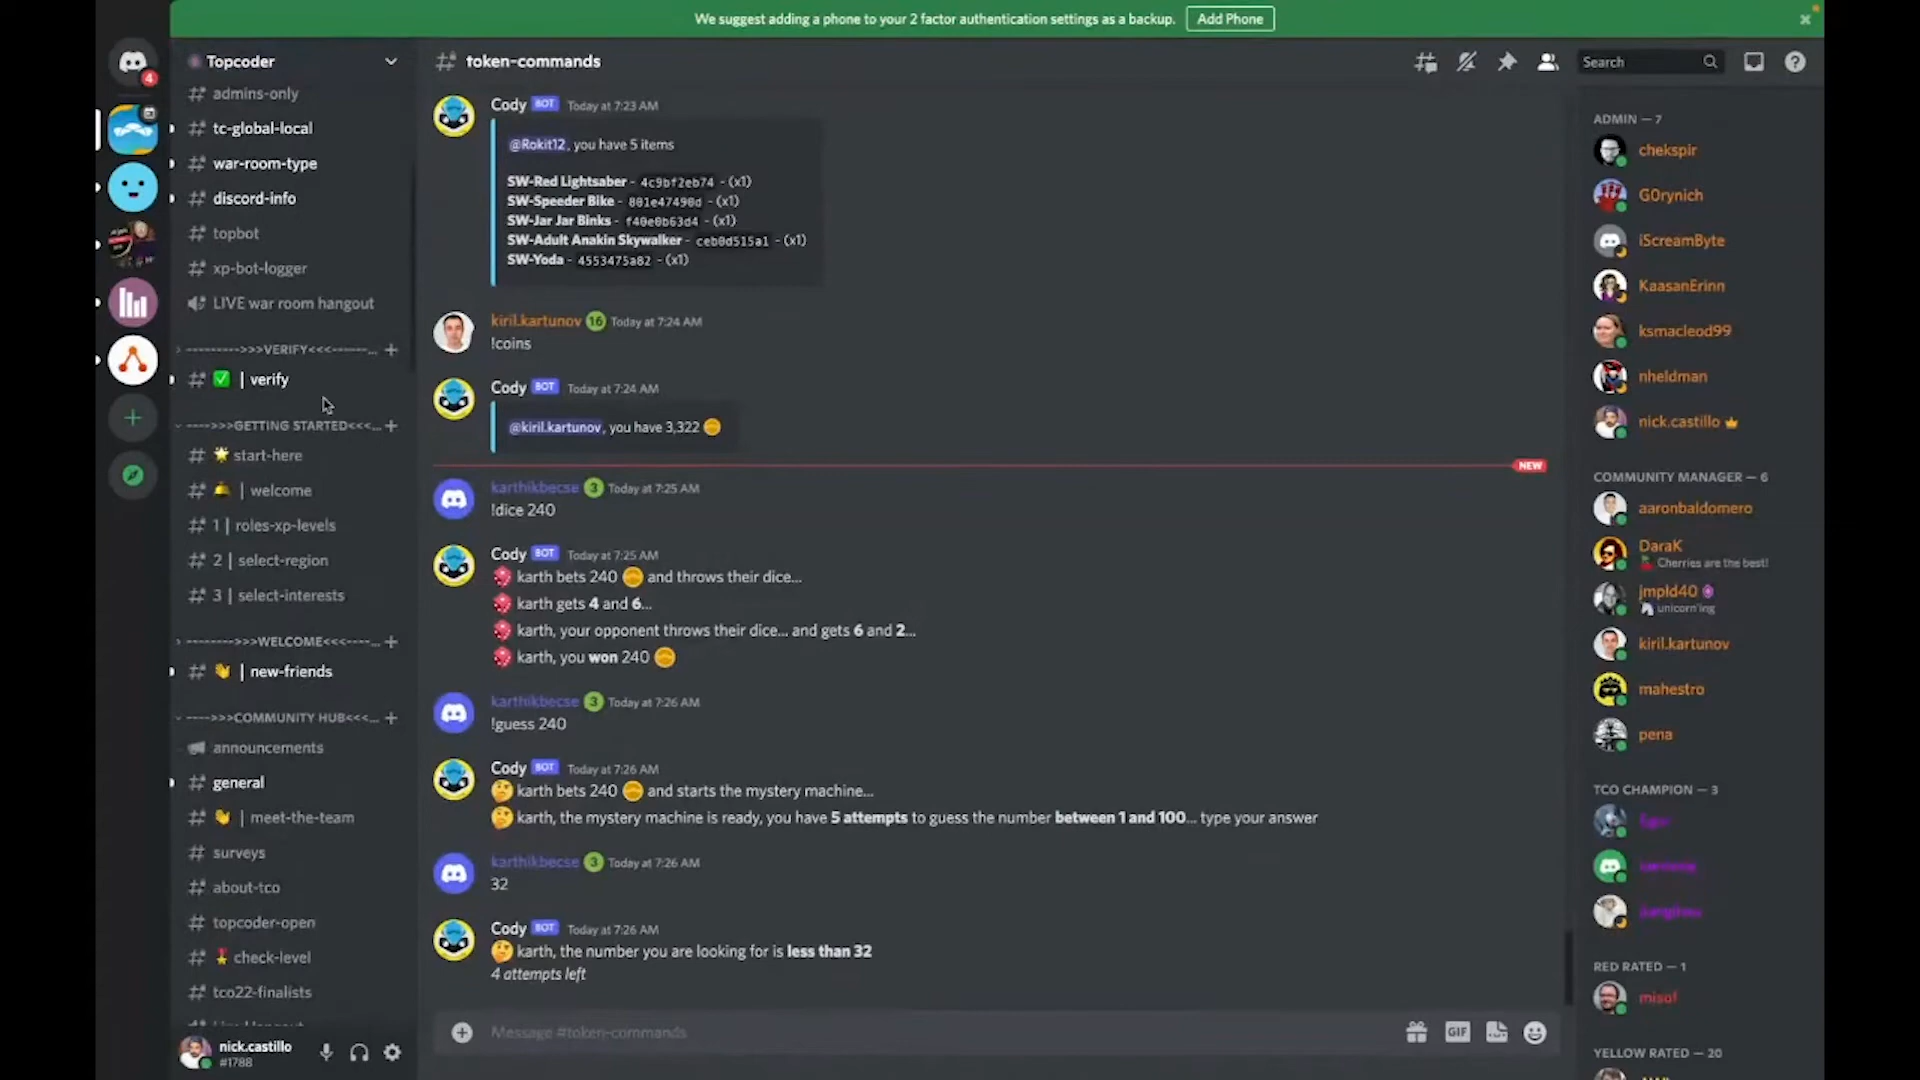 We suggest adding a phone to your 2 factor authentication settings as a backup. Add Phone
4
Topcoder
admins-only
tc-global-local
war-room-type
discord-info
topbot
xp-bot-logger
LIVE war room hangout
--------->>>VERIFY<<<------...
| verify
---->>>GETTING STARTED<<<...
start-here
| welcome
1 | roles-xp-levels
2 | select-region
3 | select-interests
-------->>>WELCOME<<<----...
| new-friends
---->>>COMMUNITY HUB<<<...
announcements
general
| meet-the-team
surveys
about-tco
topcoder-open
check-level
tco22-finalists
nick.castillo
#1788
token-commands
Search
Cody BOT Today at 7:23 AM
@Rokit12, you have 5 items
SW-Red Lightsaber - 4c9bf2eb74 - (x1)
SW-Speeder Bike - 801e47490d - (x1)
SW-Jar Jar Binks - f40e0b63d4 - (x1)
SW-Adult Anakin Skywalker - ceb0d515a1 - (x1)
SW-Yoda - 4553475a82 - (x1)
kiril.kartunov 16 Today at 7:24 AM
!coins
Cody BOT Today at 7:24 AM
@kiril.kartunov, you have 3,322
NEW
karthikbecse 3 Today at 7:25 AM
!dice 240
Cody BOT Today at 7:25 AM
karth bets 240 and throws their dice...
karth gets 4 and 6...
karth, your opponent throws their dice... and gets 6 and 2...
karth, you won 240
karthikbecse 3 Today at 7:26 AM
!guess 240
Cody BOT Today at 7:26 AM
karth bets 240 and starts the mystery machine...
karth, the mystery machine is ready, you have 5 attempts to guess the number between 1 and 100... type your answer
karthikbecse 3 Today at 7:26 AM
32
Cody BOT Today at 7:26 AM
karth, the number you are looking for is less than 32
4 attempts left
Message #token-commands
GIF
ADMIN — 7
chekspir
G0rynich
iScreamByte
KaasanErinn
ksmacleod99
nheldman
nick.castillo
COMMUNITY MANAGER — 6
aaronbaldomero
DaraK
Cherries are the best!
jmpld40
unicorn'ing
kiril.kartunov
mahestro
pena
TCO CHAMPION — 3
RED RATED — 1
misof
YELLOW RATED — 20